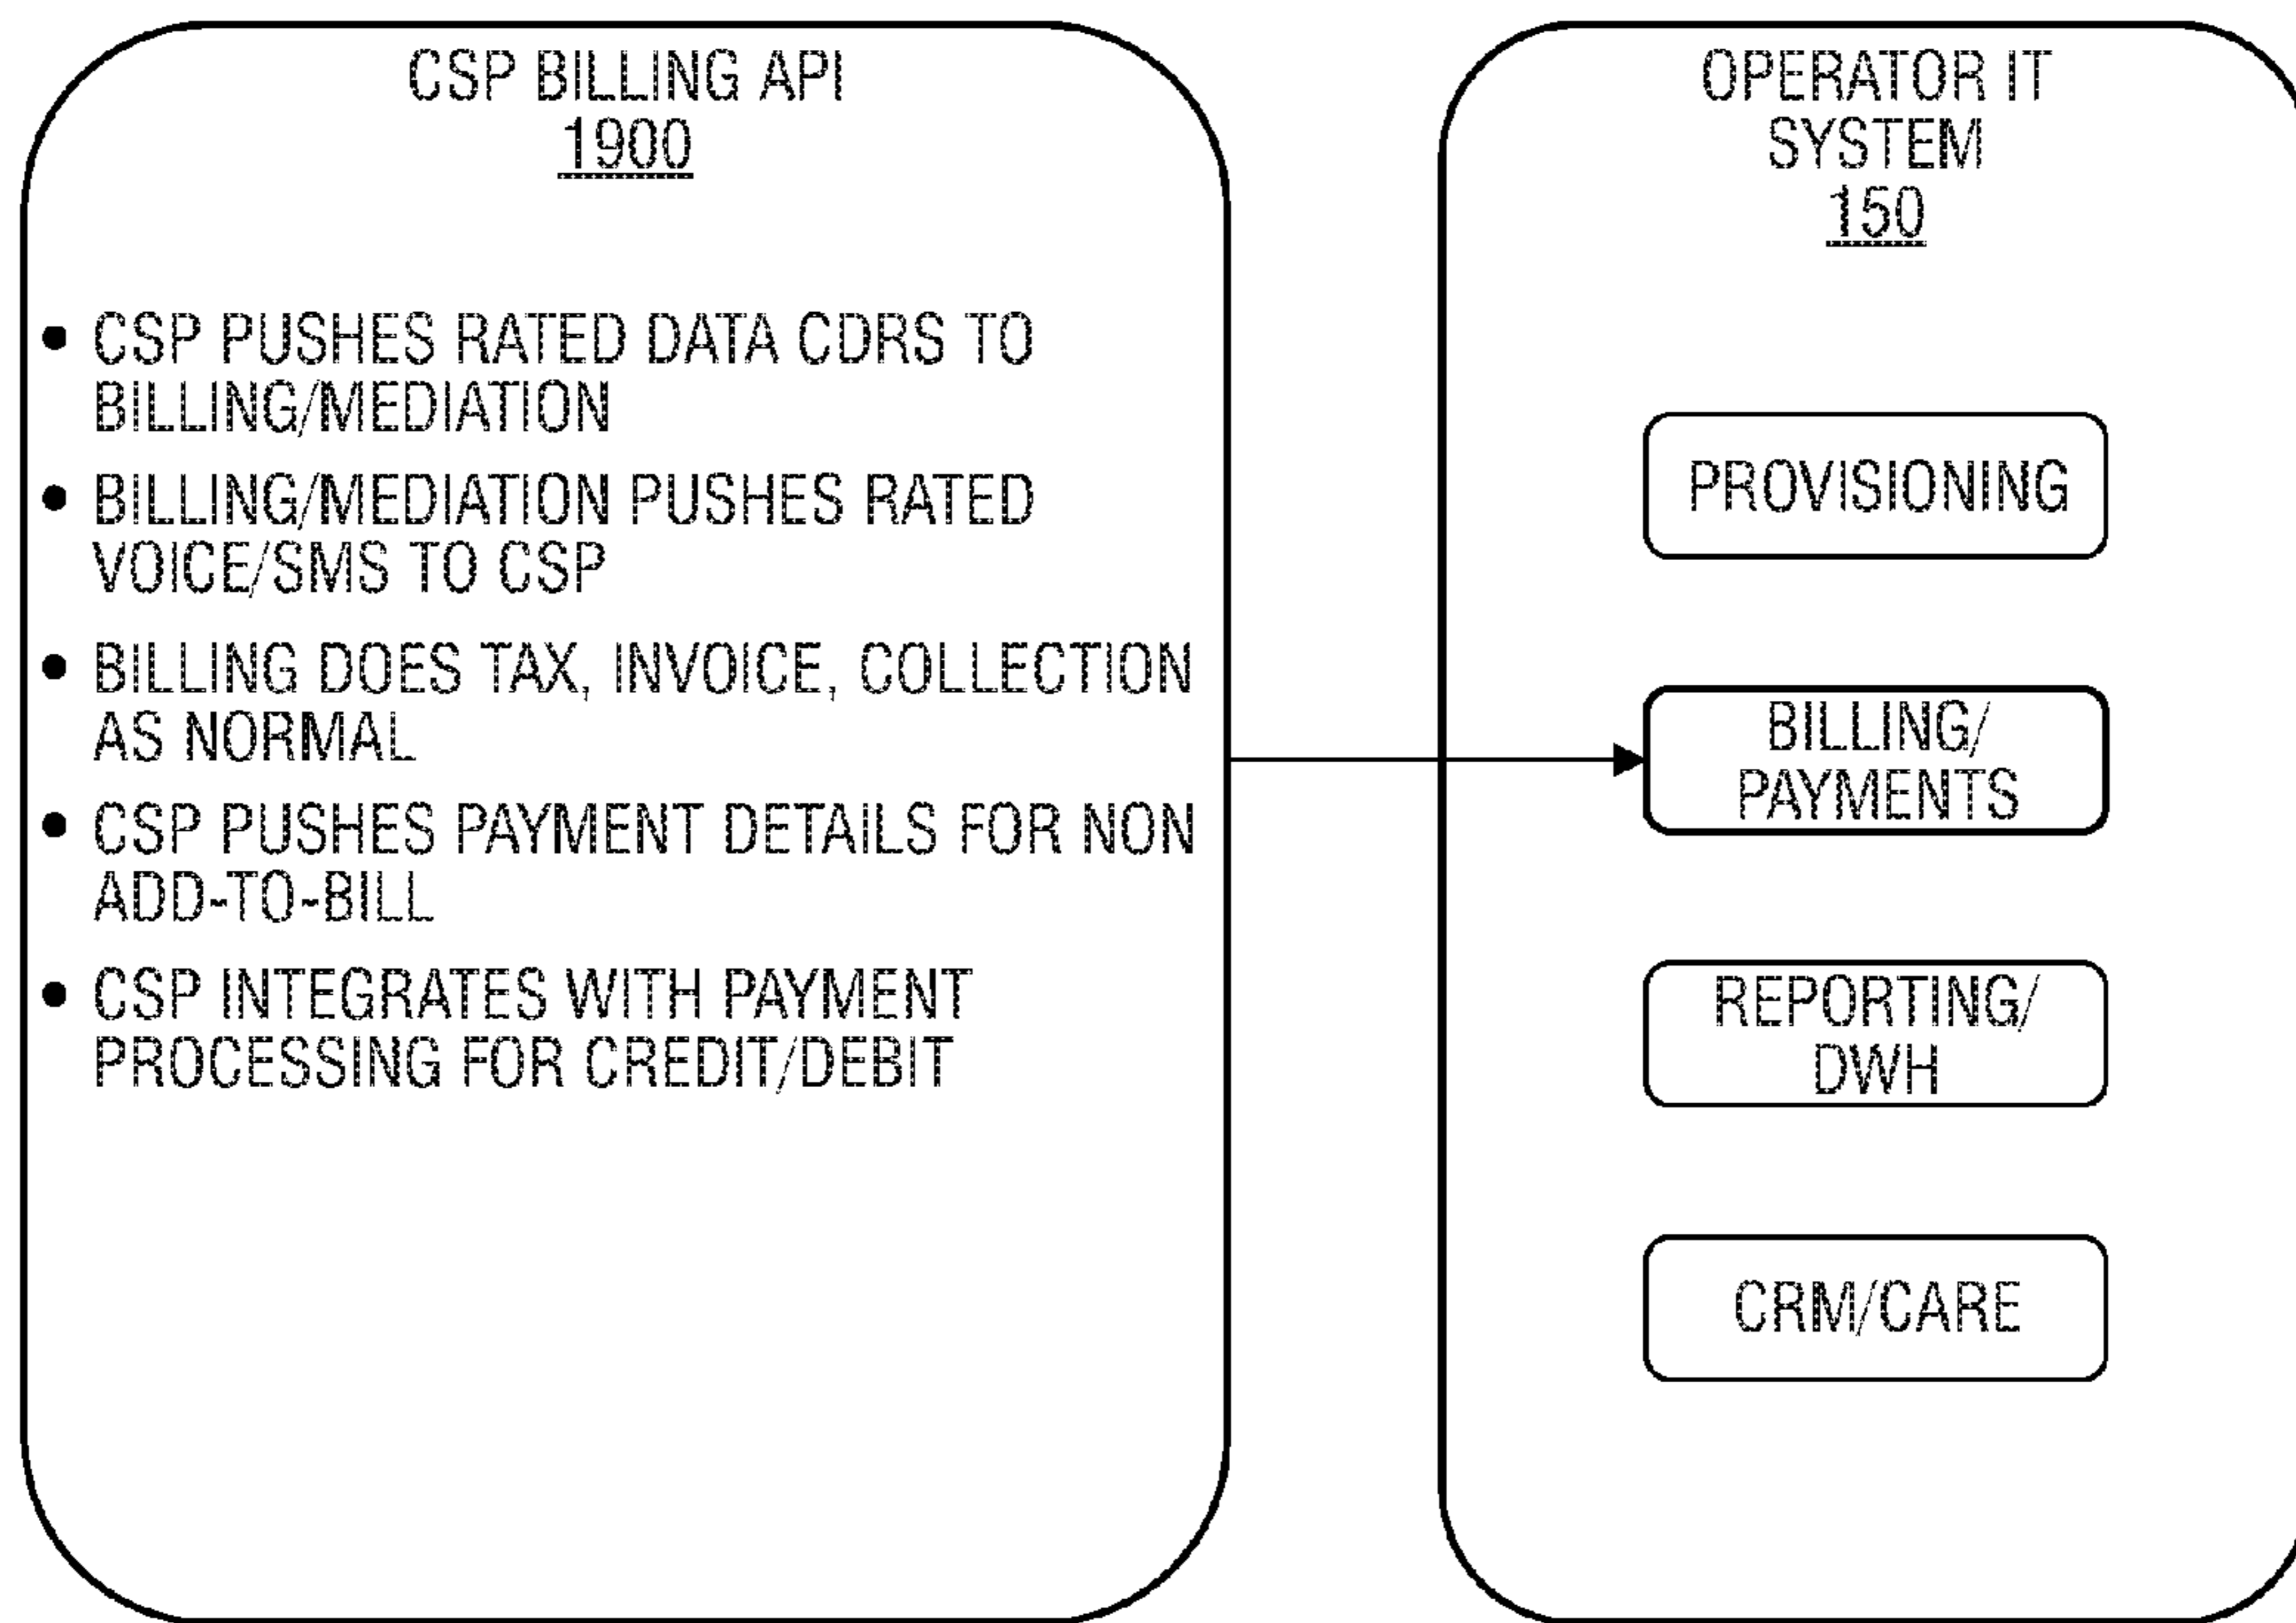 CSP BILLING API
1900
• CSP PUSHES RATED DATA CDRS TO
BILLING/MEDIATION
• BILLING/MEDIATION PUSHES RATED
VOICE/SMS TO CSP
• BILLING DOES TAX, INVOICE, COLLECTION
AS NORMAL
• CSP PUSHES PAYMENT DETAILS FOR NON
ADD-TO-BILL
• CSP INTEGRATES WITH PAYMENT
PROCESSING FOR CREDIT/DEBIT
OPERATOR IT
SYSTEM
150
PROVISIONING
BILLING/
PAYMENTS
REPORTING/
DWH
CRM/CARE